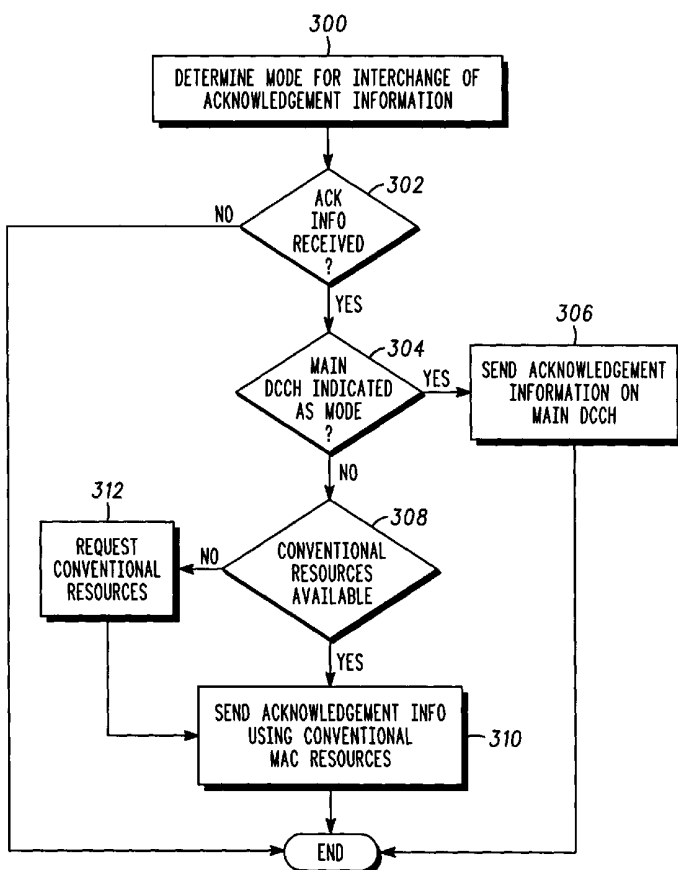 300
DETERMINE MODE FOR INTERCHANGE OF
ACKNOWLEDGEMENT INFORMATION
302
NO
ACK
INFO
RECEIVED
?
YES
304
MAIN
DCCH INDICATED
AS MODE
?
YES
306
SEND ACKNOWLEDGEMENT
INFORMATION ON
MAIN DCCH
NO
312
REQUEST
CONVENTIONAL
RESOURCES
NO
308
CONVENTIONAL
RESOURCES
AVAILABLE
YES
SEND ACKNOWLEDGEMENT INFO
USING CONVENTIONAL
MAC RESOURCES
310
END